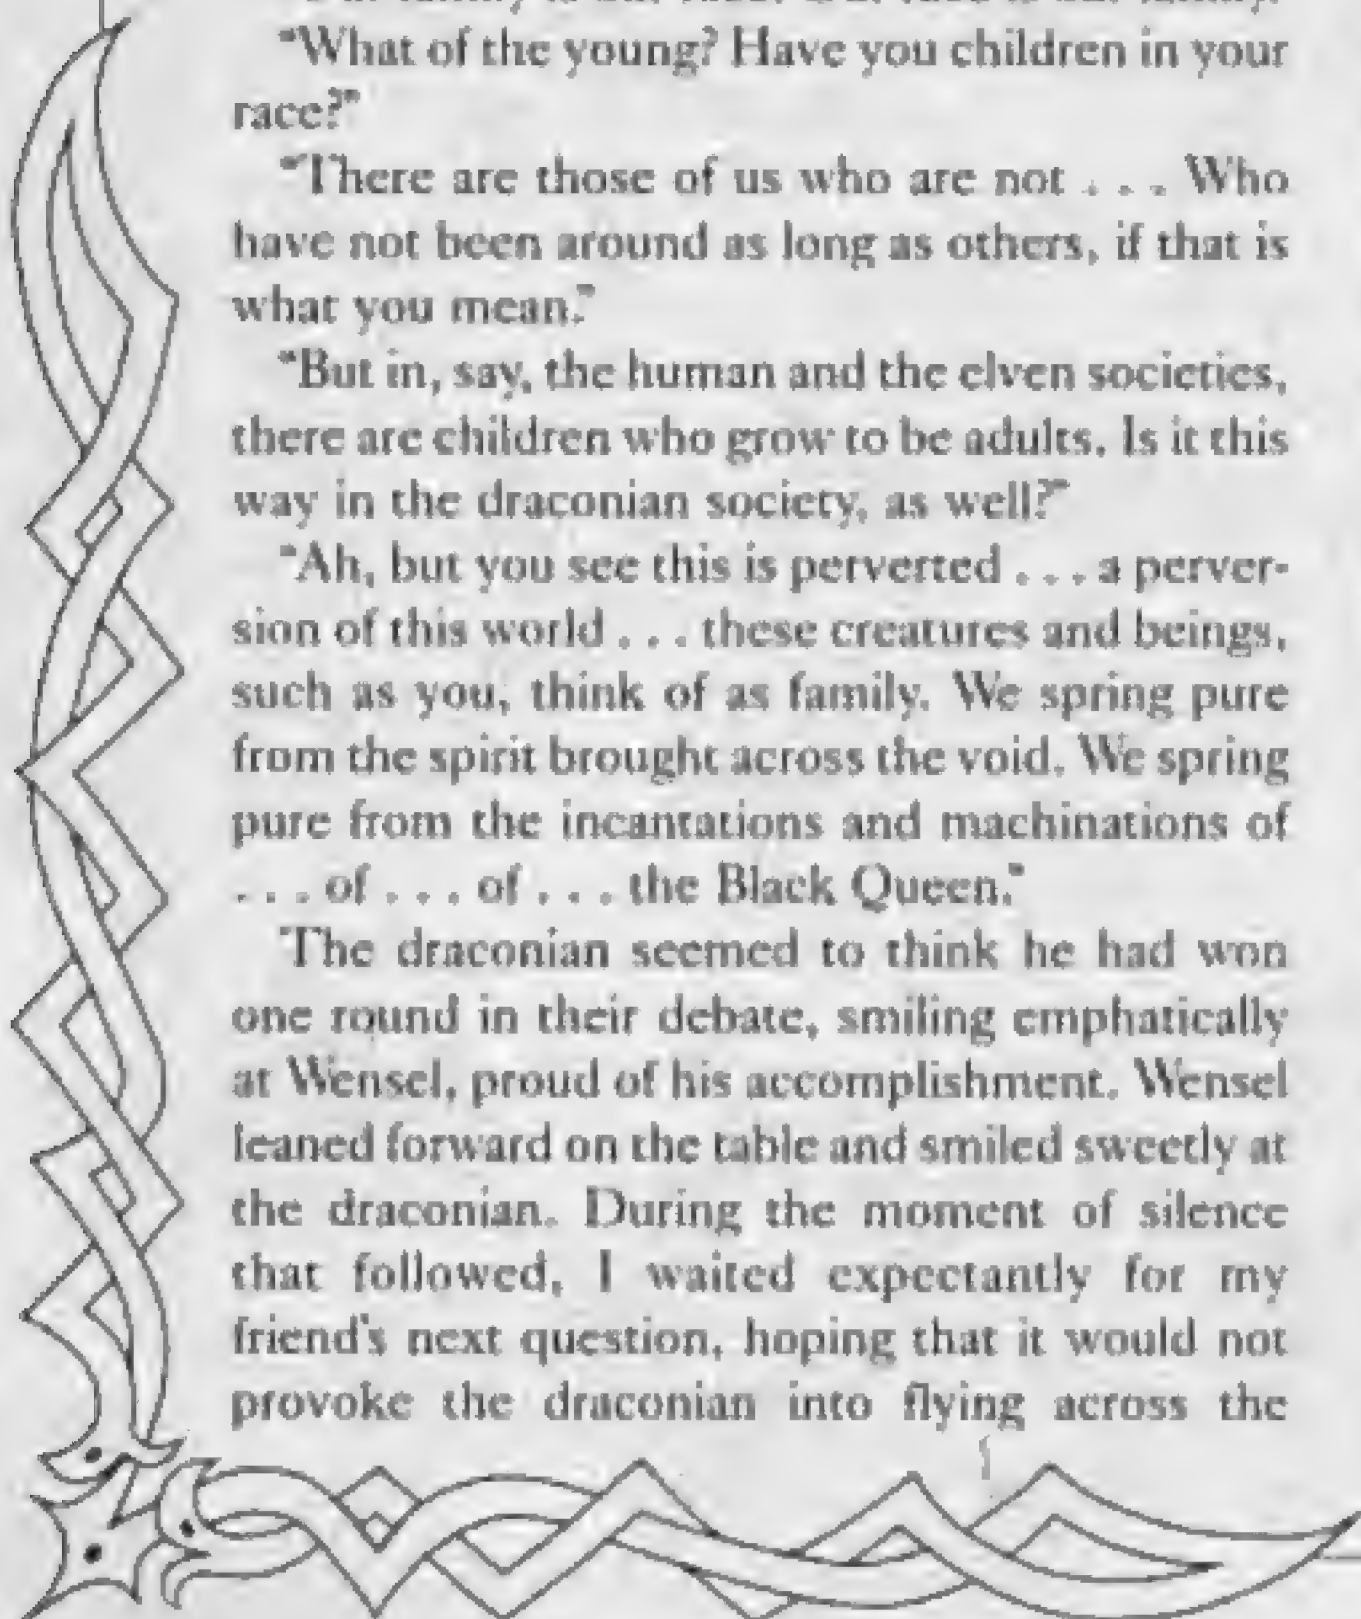 "What of the young? Have you children in your
race?"
"There are those of us who are not . . . Who
have not been around as long as others, if that is
what you mean."
"But in, say, the human and the elven societies,
there are children who grow to be adults. Is it this
way in the draconian society, as well?"
"Ah, but you see this is perverted . . . a perver-
sion of this world . . . these creatures and beings,
such as you, think of as family. We spring pure
from the spirit brought across the void. We spring
pure from the incantations and machinations of
. . . of . . . of . . . the Black Queen."
The draconian seemed to think he had won
one round in their debate, smiling emphatically
at Wensel, proud of his accomplishment. Wensel
leaned forward on the table and smiled sweetly at
the draconian. During the moment of silence
that followed, I waited expectantly for my
friend's next question, hoping that it would not
provoke the draconian into flying across the